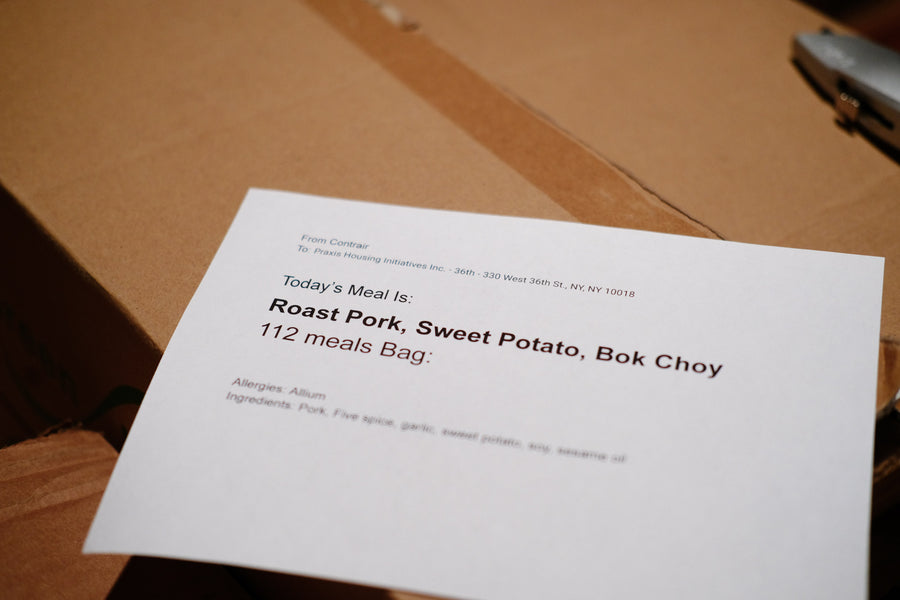 From Contrair
To: Praxis Housing Initiatives Inc. - 36th - 330 West 36th St., NY, NY 10018
Today's Meal Is:
Roast Pork, Sweet Potato, Bok Choy
112 meals Bag:
Allergies: Allium
Ingredients: Pork, Five spice, garlic, sweet potato, soy, sesame oil